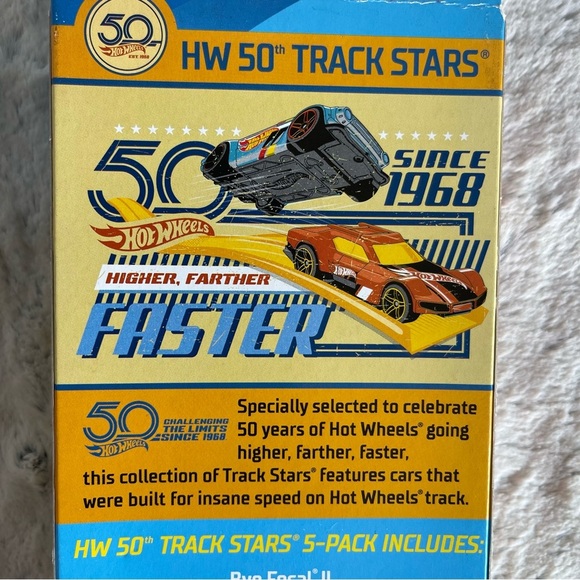 50
Hot Wheels
EST. 1968
HW 50th TRACK STARS®
50
SINCE
1968
Hot Wheels
HIGHER, FARTHER
FASTER
50
Hot Wheels
CHALLENGING
THE LIMITS
SINCE 1968
Specially selected to celebrate
50 years of Hot Wheels® going
higher, farther, faster,
this collection of Track Stars® features cars that
were built for insane speed on Hot Wheels® track.
HW 50th TRACK STARS® 5-PACK INCLUDES: